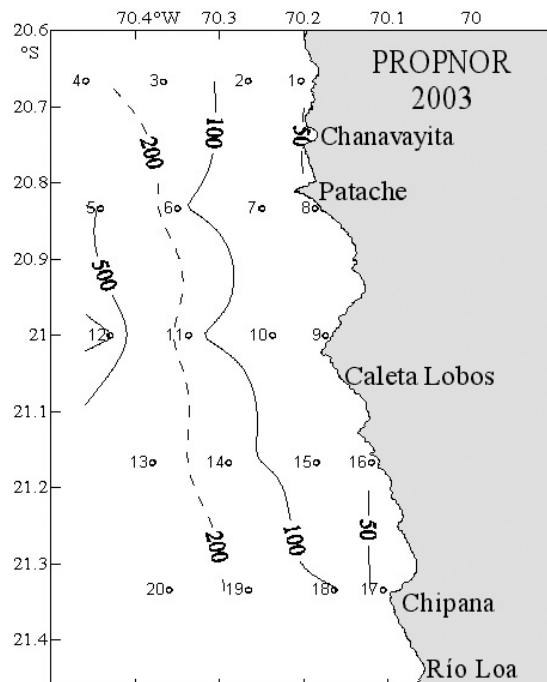 70.4°W 70.3 70.2 70.1 70
20.6
°S
PROPNOR
2003
4 3 2 1
20.7
100
200
50
Chanavayita
20.8
Patache
5 6 7 8
20.9
500
21
12 11 10 9
Caleta Lobos
21.1
13 14 15 16
21.2
200
100
50
21.3
20 19 18 17
Chipana
21.4
Río Loa